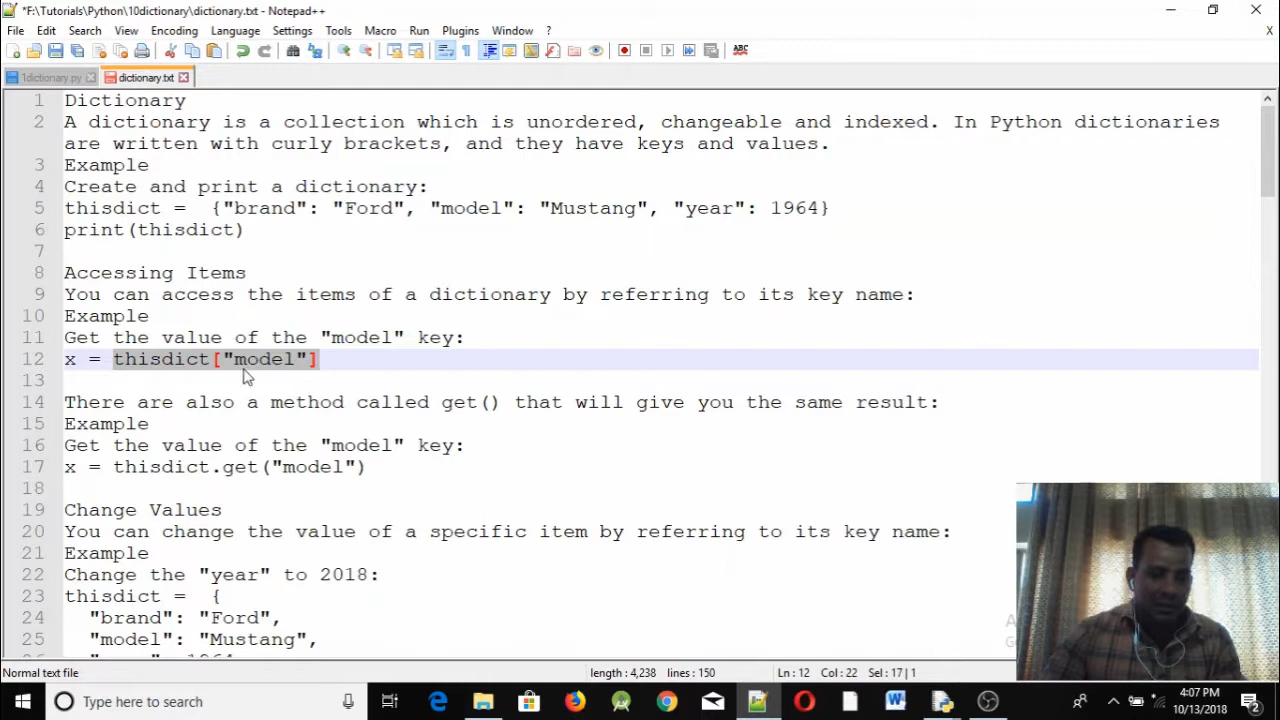 *F:\Tutorials\Python\10dictionary\dictionary.txt - Notepad++
File Edit Search View Encoding Language Settings Tools Macro Run Plugins Window ? X
1dictionary.py dictionary.txt
1 Dictionary
2 A dictionary is a collection which is unordered, changeable and indexed. In Python dictionaries
are written with curly brackets, and they have keys and values.
3 Example
4 Create and print a dictionary:
5 thisdict = {"brand": "Ford", "model": "Mustang", "year": 1964}
6 print(thisdict)
7
8 Accessing Items
9 You can access the items of a dictionary by referring to its key name:
10 Example
11 Get the value of the "model" key:
12 x = thisdict["model"]
13
14 There are also a method called get() that will give you the same result:
15 Example
16 Get the value of the "model" key:
17 x = thisdict.get("model")
18
19 Change Values
20 You can change the value of a specific item by referring to its key name:
21 Example
22 Change the "year" to 2018:
23 thisdict = {
24 "brand": "Ford",
25 "model": "Mustang",
Normal text file length : 4,238 lines : 150 Ln : 12 Col : 22 Sel : 17 | 1
Type here to search
4:07 PM
10/13/2018
2